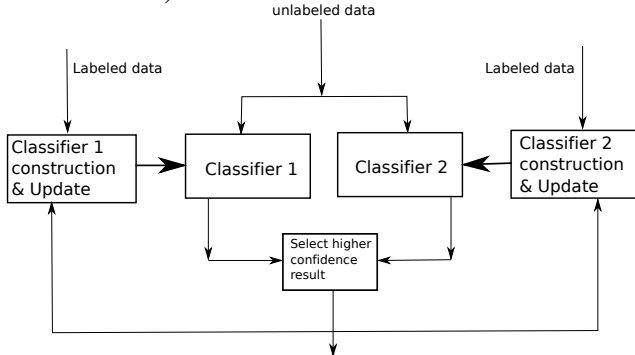 unlabeled data
Labeled data
Labeled data
Classifier 1
construction
& Update
Classifier 1
Classifier 2
Classifier 2
construction
& Update
Select higher
confidence
result